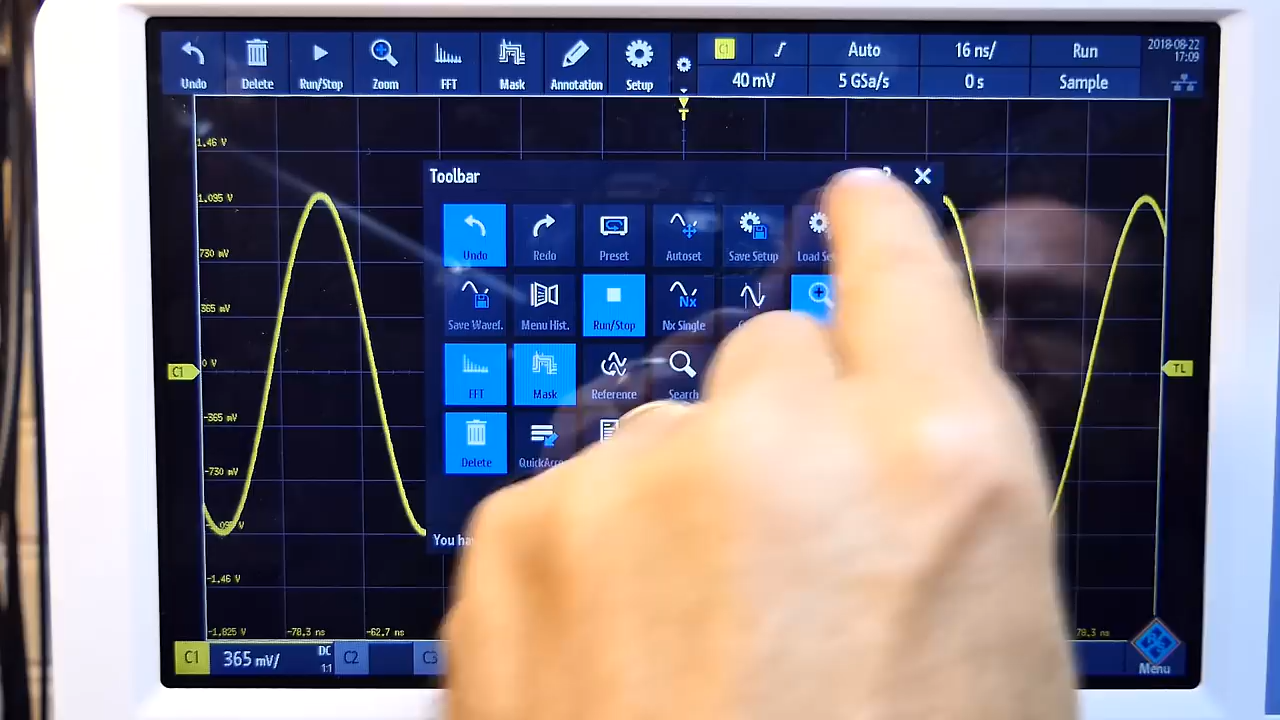 Undo Delete Run/Stop Zoom FFT Mask Annotation Setup
C1 Auto 16 ns/ Run 2018-08-22
17:09
40 mV 5 GSa/s 0 s Sample
1.46 V
1.095 V
730 mV
365 mV
0 V
-365 mV
-730 mV
-1.46 V
-1.825 V
-78.3 ns -62.7 ns
78.3 ns
C1
TL
Toolbar
Undo Redo Preset Autoset Save Setup Load
Save Wavef. Menu Hist. Run/Stop Nx Single
Nx
FFT Mask Reference Search
Delete
You
C1 365 mV/ DC
1:1
C2 C3
Menu